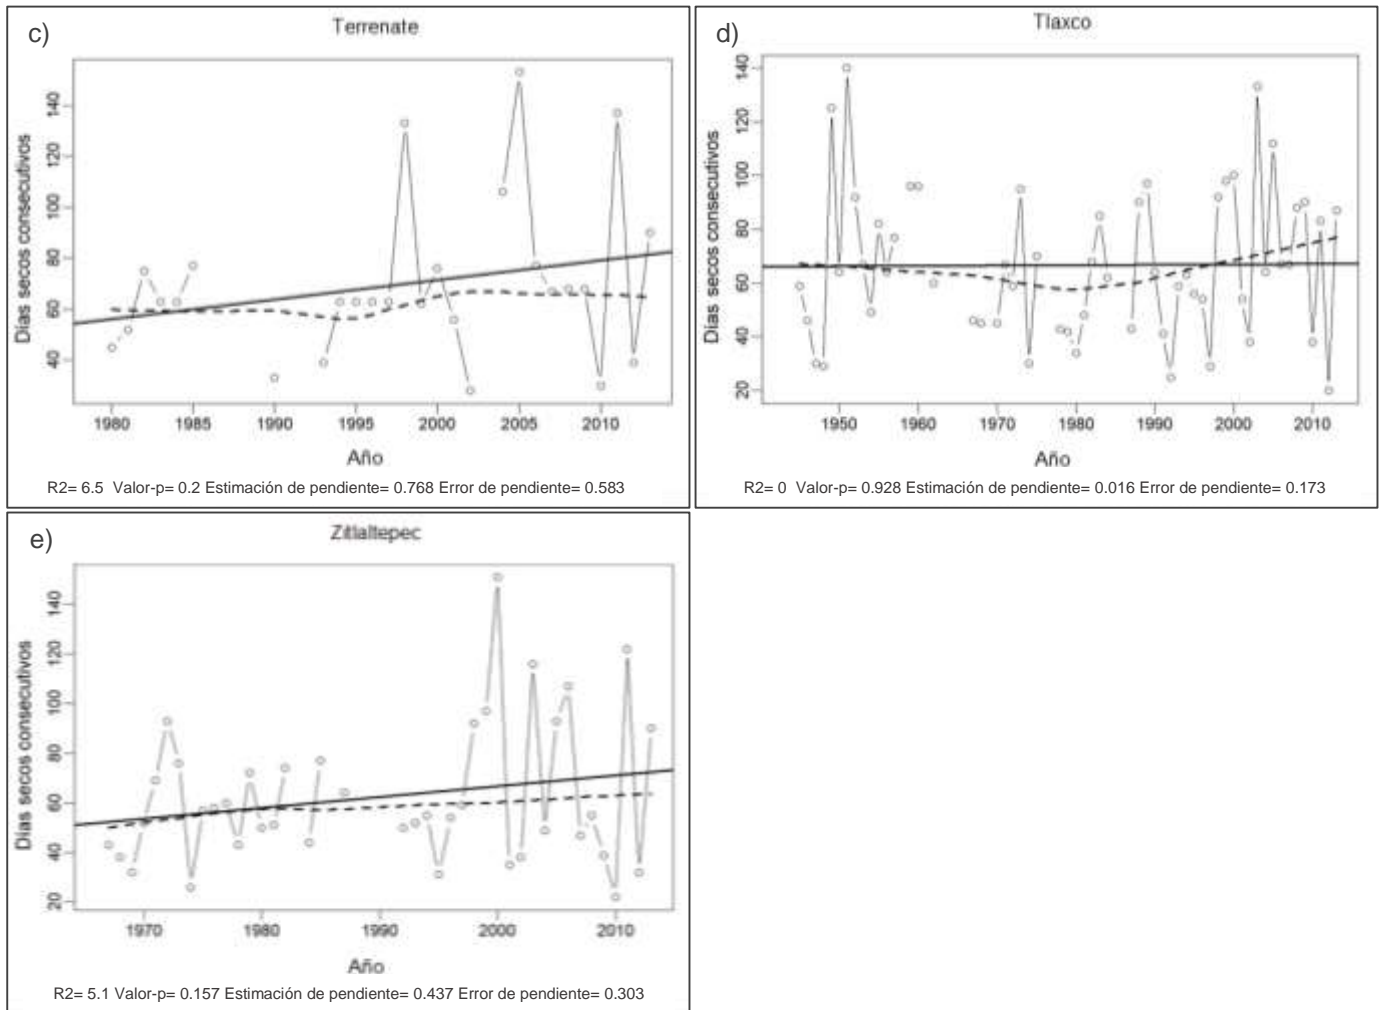 c)
Terrenate
Días secos consecutivos
140
120
100
80
60
40
1980 1985 1990 1995 2000 2005 2010
Año
R2= 6.5 Valor-p= 0.2 Estimación de pendiente= 0.768 Error de pendiente= 0.583
d)
Tlaxco
Días secos consecutivos
140
120
100
80
60
40
20
1950 1960 1970 1980 1990 2000 2010
Año
R2= 0 Valor-p= 0.928 Estimación de pendiente= 0.016 Error de pendiente= 0.173
e)
Zitlaltepec
Días secos consecutivos
140
120
100
80
60
40
20
1970 1980 1990 2000 2010
Año
R2= 5.1 Valor-p= 0.157 Estimación de pendiente= 0.437 Error de pendiente= 0.303